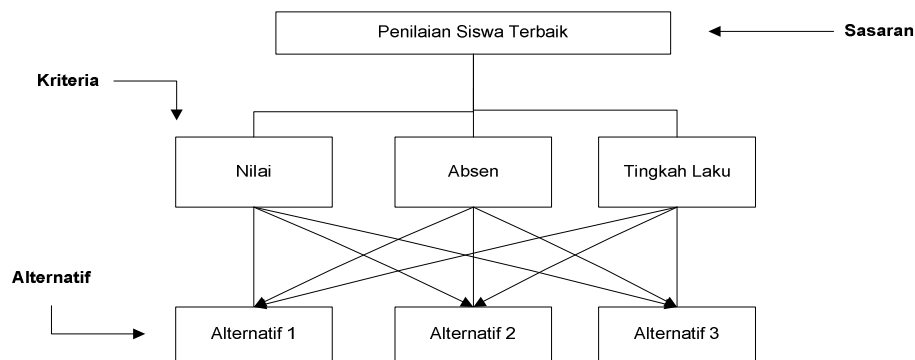 Penilaian Siswa Terbaik
Sasaran
Kriteria
Nilai
Absen
Tingkah Laku
Alternatif
Alternatif 1
Alternatif 2
Alternatif 3